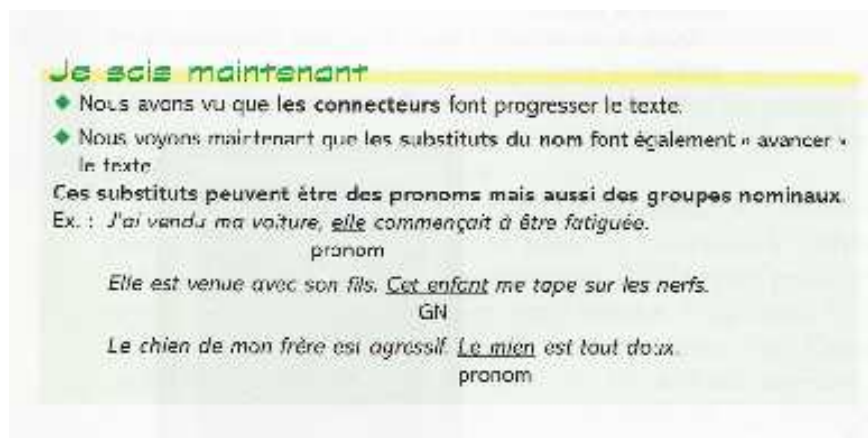 Je sais maintenant
◆ Nous avons vu que les connecteurs font progresser le texte.
◆ Nous voyons maintenant que les substituts du nom font également « avancer »
le texte.
Ces substituts peuvent être des pronoms mais aussi des groupes nominaux.
Ex. : J'ai vendu ma voiture, elle commençait à être fatiguée.
pronom
Elle est venue avec son fils. Cet enfant me tape sur les nerfs.
GN
Le chien de mon frère est agressif. Le mien est tout doux.
pronom